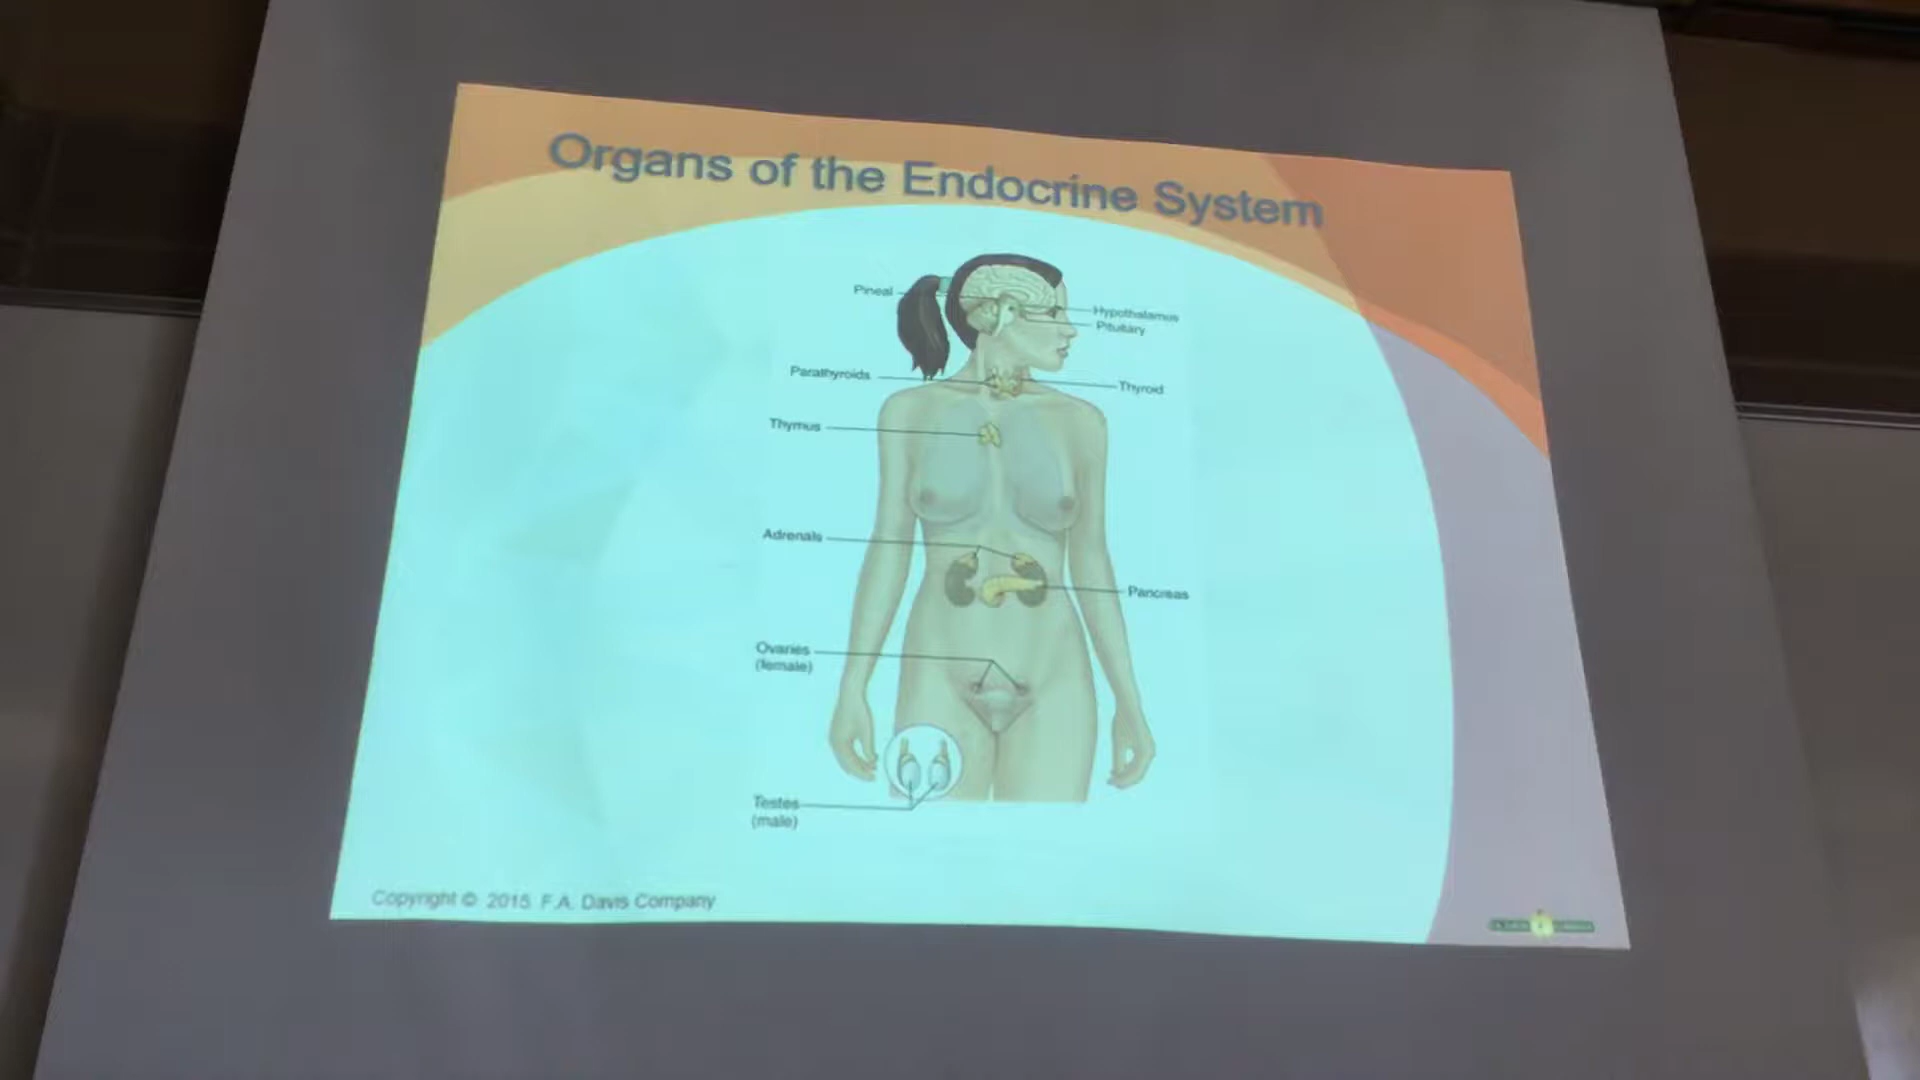 Organs of the Endocrine System
Pineal
Hypothalamus
Pituitary
Parathyroids
Thyroid
Thymus
Adrenals
Pancreas
Ovaries
(female)
Testes
(male)
Copyright © 2015 F.A. Davis Company